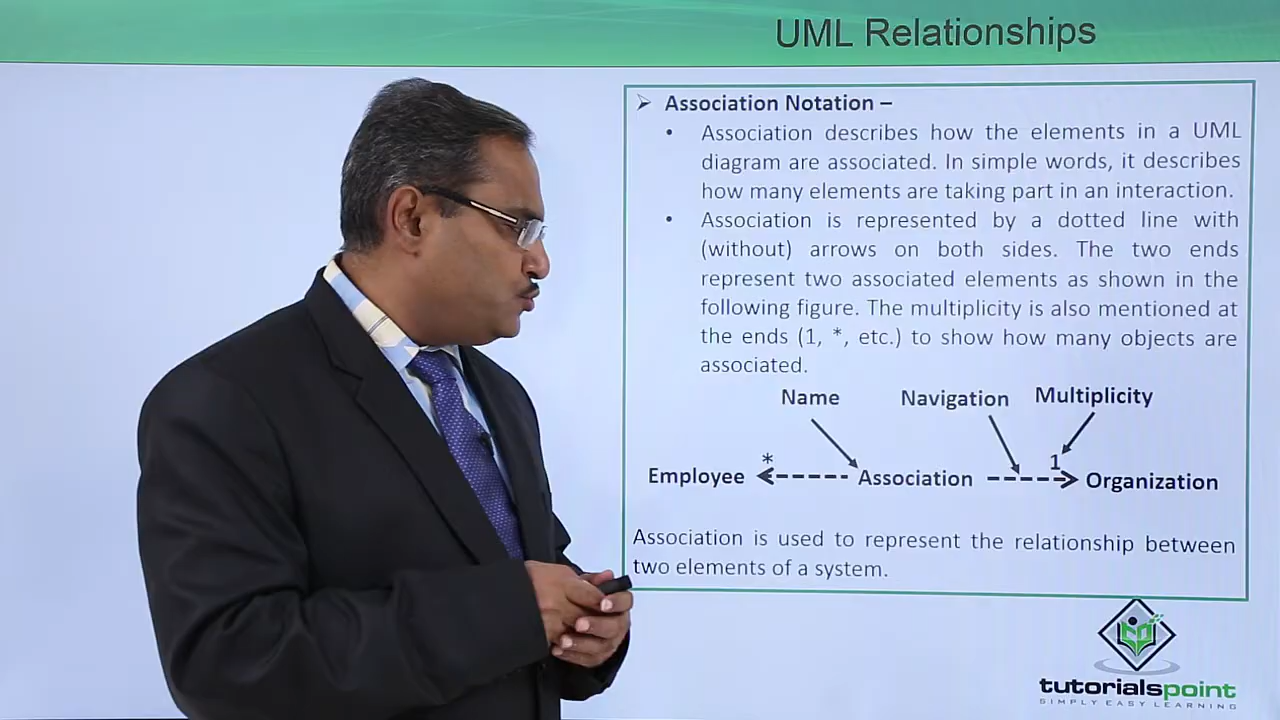 UML Relationships
➢ Association Notation –
• Association describes how the elements in a UML
diagram are associated. In simple words, it describes
how many elements are taking part in an interaction.
• Association is represented by a dotted line with
(without) arrows on both sides. The two ends
represent two associated elements as shown in the
following figure. The multiplicity is also mentioned at
the ends (1, *, etc.) to show how many objects are
associated.
Name Navigation Multiplicity
* 1
Employee Association Organization
Association is used to represent the relationship between
two elements of a system.
tutorialspoint
SIMPLY EASY LEARNING